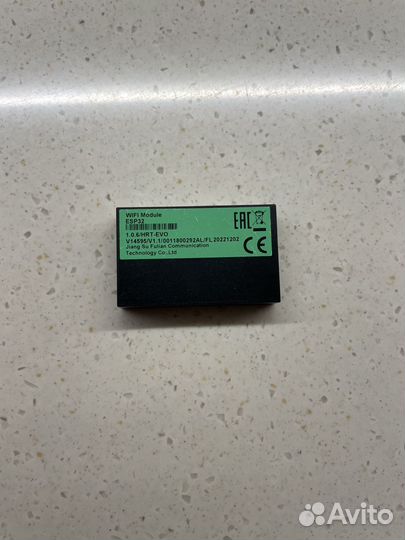 WIFI Module
ESP32
1.0.6/HRT-EVO
V14595/V1.1/0011800292AL/FL20221202
Jiang Su Fulian Communication
Technology Co.,Ltd
EAC
CE
Avito